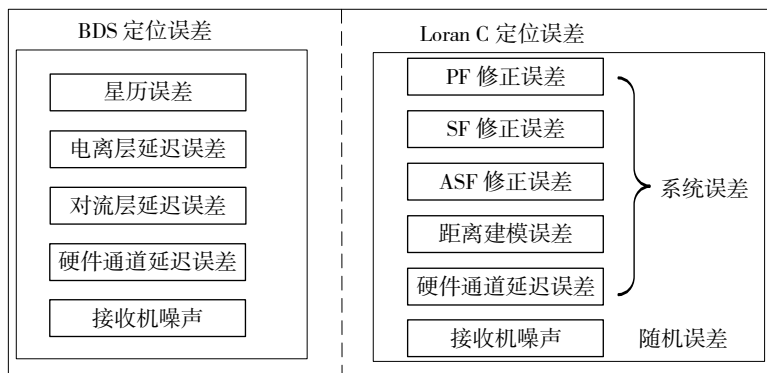 BDS 定位误差
星历误差
电离层延迟误差
对流层延迟误差
硬件通道延迟误差
接收机噪声
Loran C 定位误差
PF 修正误差
SF 修正误差
ASF 修正误差
距离建模误差
硬件通道延迟误差
系统误差
接收机噪声
随机误差